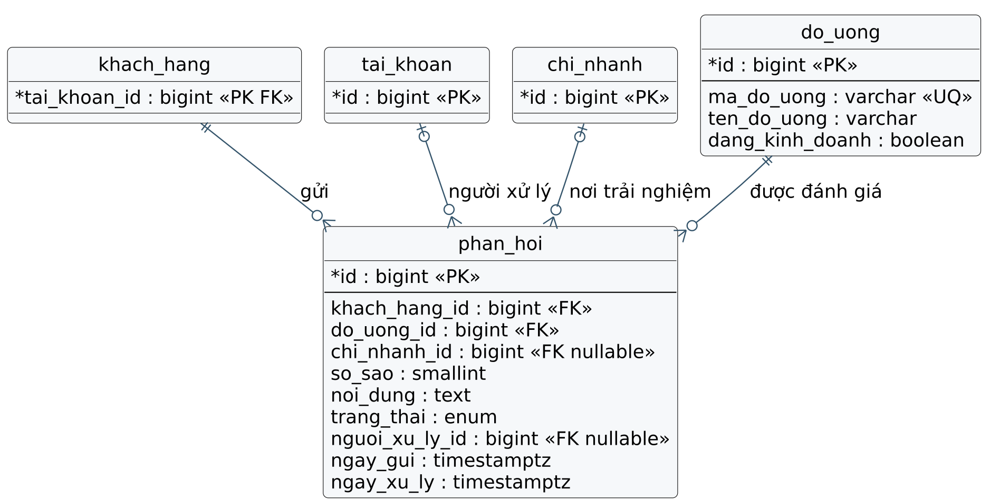 khach_hang
*tai_khoan_id : bigint «PK FK»
tai_khoan
*id : bigint «PK»
chi_nhanh
*id : bigint «PK»
do_uong
*id : bigint «PK»
ma_do_uong : varchar «UQ»
ten_do_uong : varchar
dang_kinh_doanh : boolean
gửi
người xử lý
nơi trải nghiệm
được đánh giá
phan_hoi
*id : bigint «PK»
khach_hang_id : bigint «FK»
do_uong_id : bigint «FK»
chi_nhanh_id : bigint «FK nullable»
so_sao : smallint
noi_dung : text
trang_thai : enum
nguoi_xu_ly_id : bigint «FK nullable»
ngay_gui : timestamptz
ngay_xu_ly : timestamptz